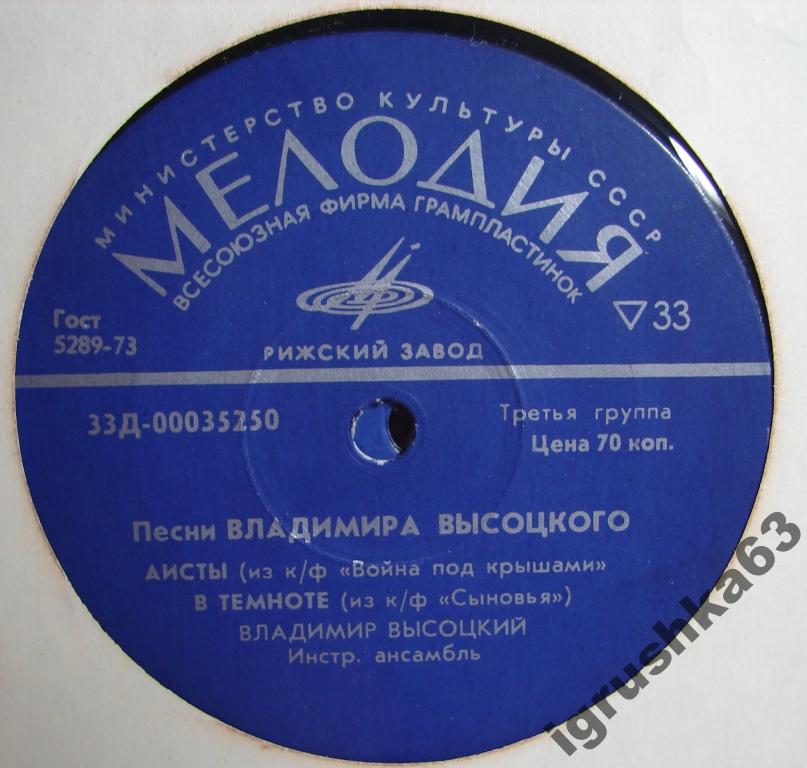 МИНИСТЕРСТВО КУЛЬТУРЫ СССР
МЕЛОДИЯ
ВСЕСОЮЗНАЯ ФИРМА ГРАМПЛАСТИНОК
▽33
Гост
5289-73
РИЖСКИЙ ЗАВОД
33Д-00035250
Третья группа
Цена 70 коп.
Песни ВЛАДИМИРА ВЫСОЦКОГО
АИСТЫ (из к/ф «Война под крышами»
В ТЕМНОТЕ (из к/ф «Сыновья»)
ВЛАДИМИР ВЫСОЦКИЙ
Инстр. ансамбль
igrushka63